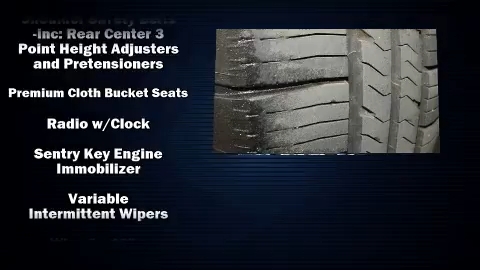 -inc: Rear Center 3
Point Height Adjusters
and Pretensioners
Premium Cloth Bucket Seats
Radio w/Clock
Sentry Key Engine
Immobilizer
Variable
Intermittent Wipers